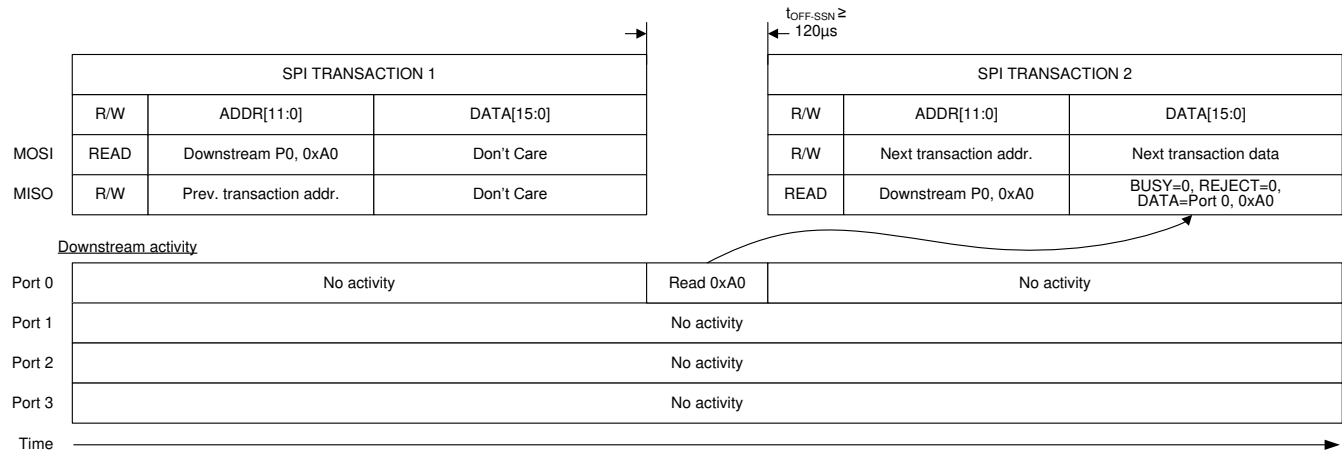 tOFF-SSN ≥
120µs
SPI TRANSACTION 1
SPI TRANSACTION 2
R/W ADDR[11:0] DATA[15:0]
R/W ADDR[11:0] DATA[15:0]
MOSI READ Downstream P0, 0xA0 Don't Care
R/W Next transaction addr. Next transaction data
MISO R/W Prev. transaction addr. Don't Care
READ Downstream P0, 0xA0 BUSY=0, REJECT=0,
DATA=Port 0, 0xA0
Downstream activity
Port 0 No activity Read 0xA0 No activity
Port 1 No activity
Port 2 No activity
Port 3 No activity
Time